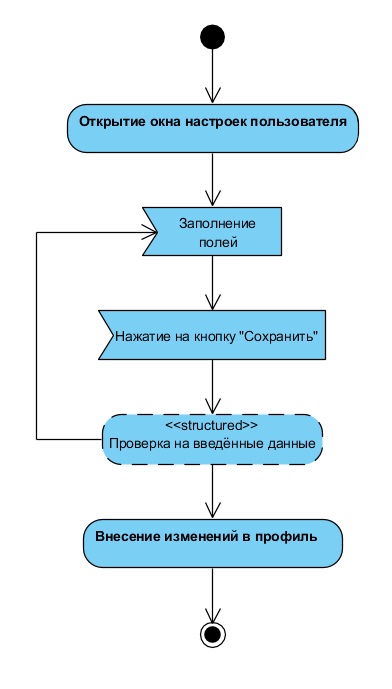 Открытие окна настроек пользователя
Заполнение
полей
Нажатие на кнопку "Сохранить"
<<structured>>
Проверка на введённые данные
Внесение изменений в профиль